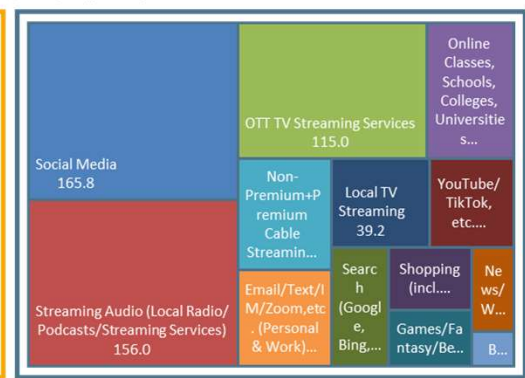 Social Media
165.8
Streaming Audio (Local Radio/
Podcasts/Streaming Services)
156.0
OTT TV Streaming Services
115.0
Online
Classes,
Schools,
Colleges,
Universitie
s...
Non-
Premium+P
remium
Cable
Streamin...
Local TV
Streaming
39.2
YouTube/
TikTok,
etc....
Email/Text/I
M/Zoom,etc
. (Personal
& Work)...
Searc
h
(Googl
e,
Bing,...
Shopping
(incl....
Games/Fa
ntasy/Be...
Ne
ws/
W...
B...